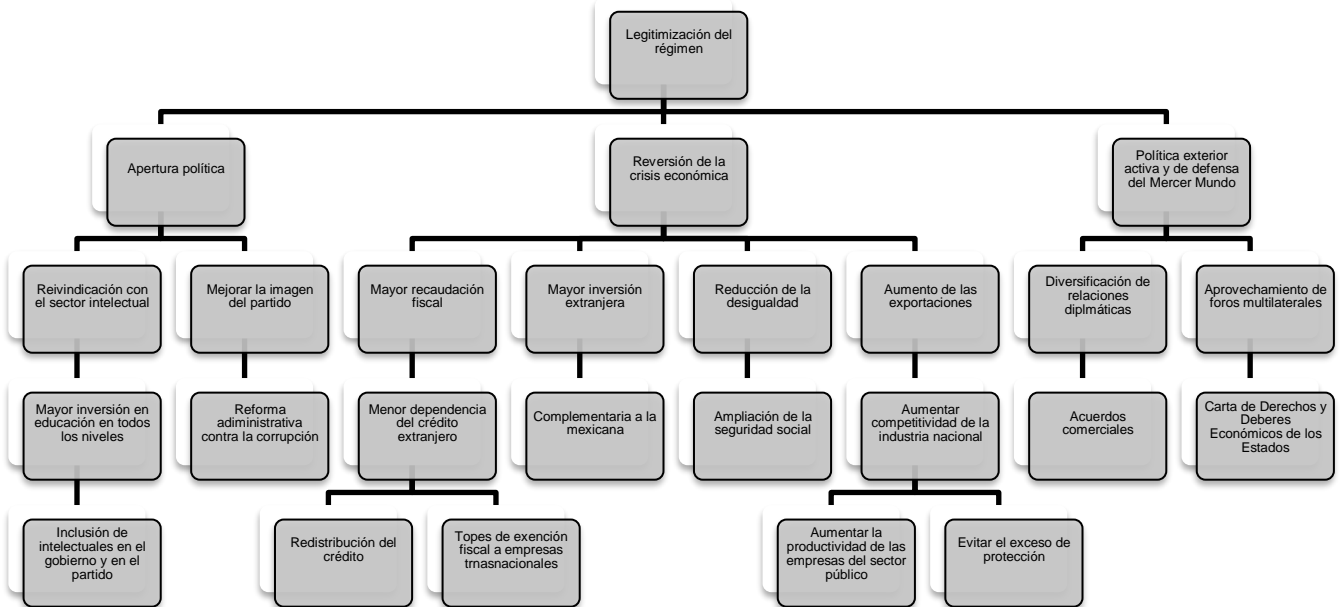 Legitimización del
régimen
Apertura política
Reversión de la
crisis económica
Política exterior
activa y de defensa
del Mercer Mundo
Reivindicación con
el sector intelectual
Mejorar la imagen
del partido
Mayor recaudación
fiscal
Mayor inversión
extranjera
Reducción de la
desigualdad
Aumento de las
exportaciones
Diversificación de
relaciones
diplmáticas
Aprovechamiento de
foros multilaterales
Mayor inversión en
educación en todos
los niveles
Reforma
adiministrativa
contra la corrupción
Menor dependencia
del crédito
extranjero
Complementaria a la
mexicana
Ampliación de la
seguridad social
Aumentar
competitividad de la
industria nacional
Acuerdos
comerciales
Carta de Derechos y
Deberes
Económicos de los
Estados
Inclusión de
intelectuales en el
gobierno y en el
partido
Redistribución del
crédito
Topes de exención
fiscal a empresas
trnasnacionales
Aumentar la
productividad de las
empresas del sector
público
Evitar el exceso de
protección